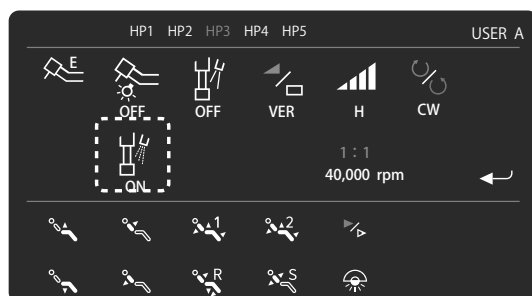 HP1 HP2 HP3 HP4 HP5 USER A
E
OFF OFF VER H CW
ON
1:1
40,000 rpm
1 2
R S